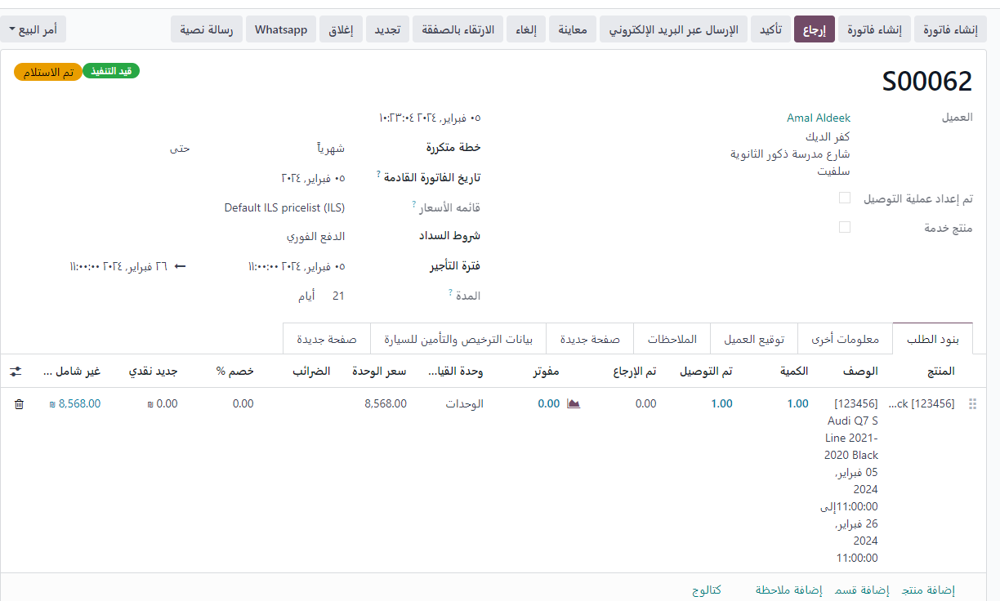 إنشاء فاتورة
إنشاء فاتورة
إرجاع
تأكيد
الإرسال عبر البريد الإلكتروني
معاينة
إلغاء
الارتقاء بالصفقة
تجديد
إغلاق
Whatsapp
رسالة نصية
أمر البيع
قيد التنفيذ
تم الاستلام
S00062
العميل
Amal Aldeek
كفر الديك
شارع مدرسة ذكور الثانوية
سلفيت
تم إعداد عملية التوصيل
منتج خدمة
٠٥ فبراير, ٢٠٢٤ ١٠:٢٣:٠٤
خطة متكررة شهرياً حتى
تاريخ الفاتورة القادمة ? ٠٥ فبراير, ٢٠٢٤
قائمه الأسعار ? Default ILS pricelist (ILS)
شروط السداد الدفع الفوري
فترة التأجير ٠٥ فبراير, ٢٠٢٤ ١١:٠٠:٠٠ ← ٢٦ فبراير, ٢٠٢٤ ١١:٠٠:٠٠
المدة ? 21 أيام
بنود الطلب
معلومات أخرى
توقيع العميل
الملاحظات
صفحة جديدة
بيانات الترخيص والتأمين للسيارة
صفحة جديدة
المنتج الوصف الكمية تم التوصيل تم الإرجاع مفوتر وحدة القيا... سعر الوحدة الضرائب خصم % جديد نقدي غير شامل ...
[123456] ck...
[123456]
Audi Q7 S
Line 2021-
2020 Black
05 فبراير,
2024
11:00:00إلى
26 فبراير,
2024
11:00:00
1.00 1.00 0.00 0.00 الوحدات 8,568.00 0.00 0.00 ₪ 8,568.00 ₪
إضافة منتج إضافة قسم إضافة ملاحظة كتالوج